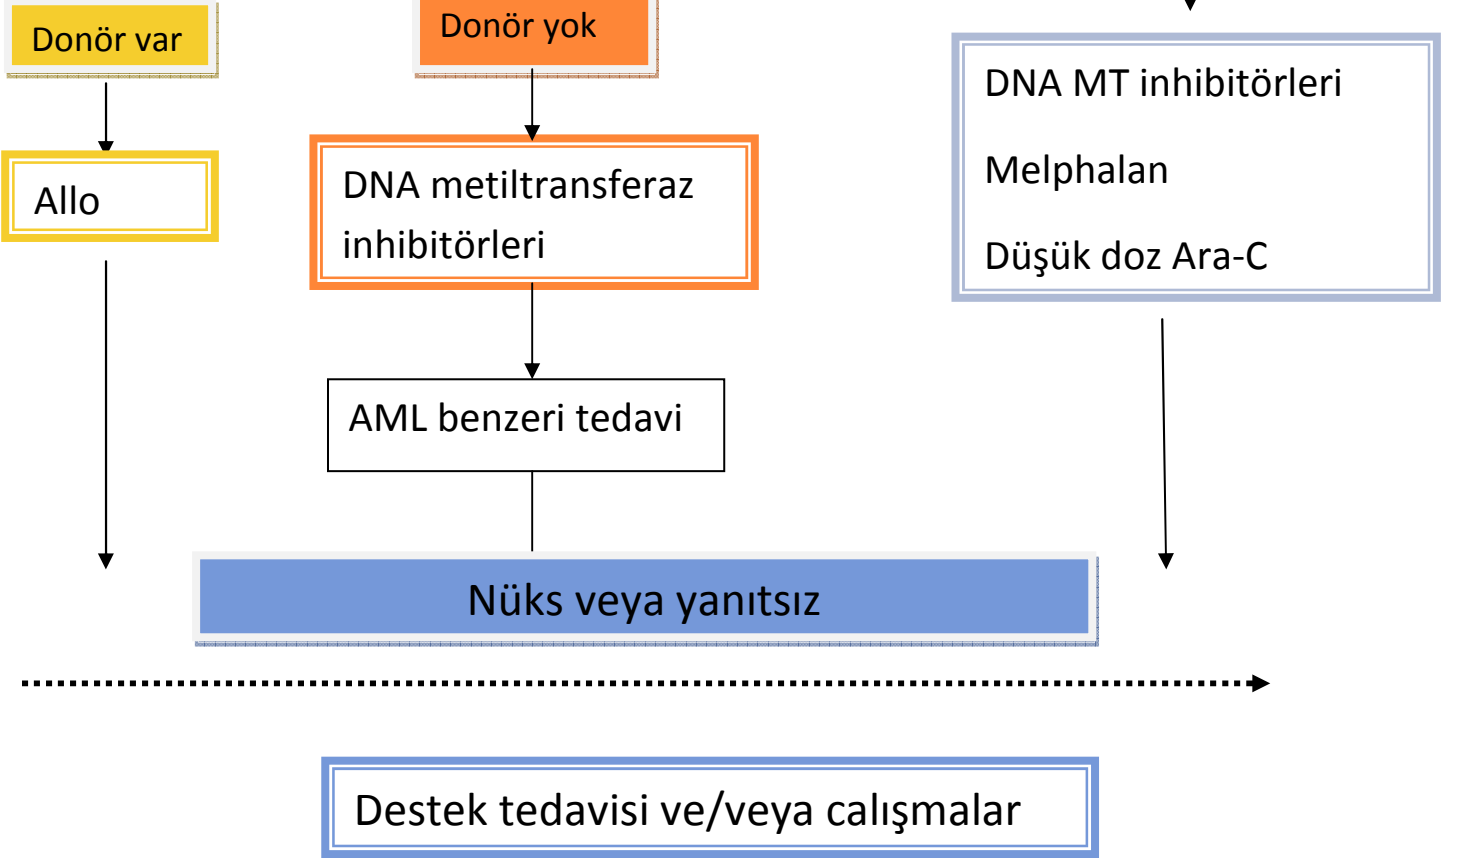 Donör var
Donör yok
DNA MT inhibitörleri
Melphalan
Düşük doz Ara-C
Allo
DNA metiltransferaz
inhibitörleri
AML benzeri tedavi
Nüks veya yanıtsız
Destek tedavisi ve/veya calışmalar